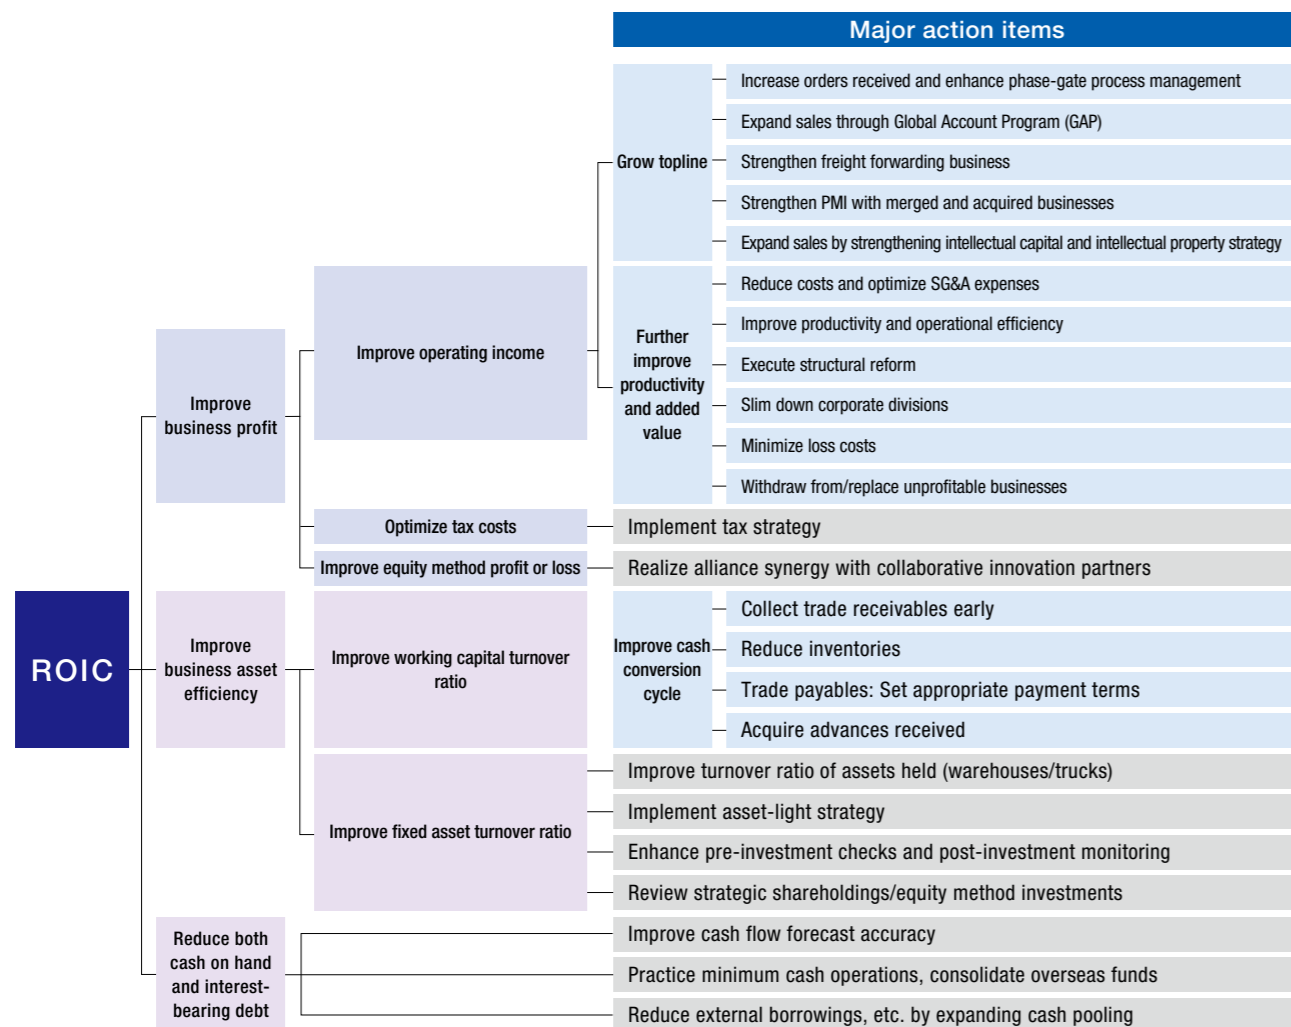 Major action items
ROIC
Improve
business profit
Improve operating income
Grow topline
Increase orders received and enhance phase-gate process management
Expand sales through Global Account Program (GAP)
Strengthen freight forwarding business
Strengthen PMI with merged and acquired businesses
Expand sales by strengthening intellectual capital and intellectual property strategy
Further
improve
productivity
and added
value
Reduce costs and optimize SG&A expenses
Improve productivity and operational efficiency
Execute structural reform
Slim down corporate divisions
Minimize loss costs
Withdraw from/replace unprofitable businesses
Optimize tax costs
Implement tax strategy
Improve equity method profit or loss
Realize alliance synergy with collaborative innovation partners
Improve
business asset
efficiency
Improve working capital turnover
ratio
Improve cash
conversion
cycle
Collect trade receivables early
Reduce inventories
Trade payables: Set appropriate payment terms
Acquire advances received
Improve fixed asset turnover ratio
Improve turnover ratio of assets held (warehouses/trucks)
Implement asset-light strategy
Enhance pre-investment checks and post-investment monitoring
Review strategic shareholdings/equity method investments
Reduce both
cash on hand
and interest-
bearing debt
Improve cash flow forecast accuracy
Practice minimum cash operations, consolidate overseas funds
Reduce external borrowings, etc. by expanding cash pooling